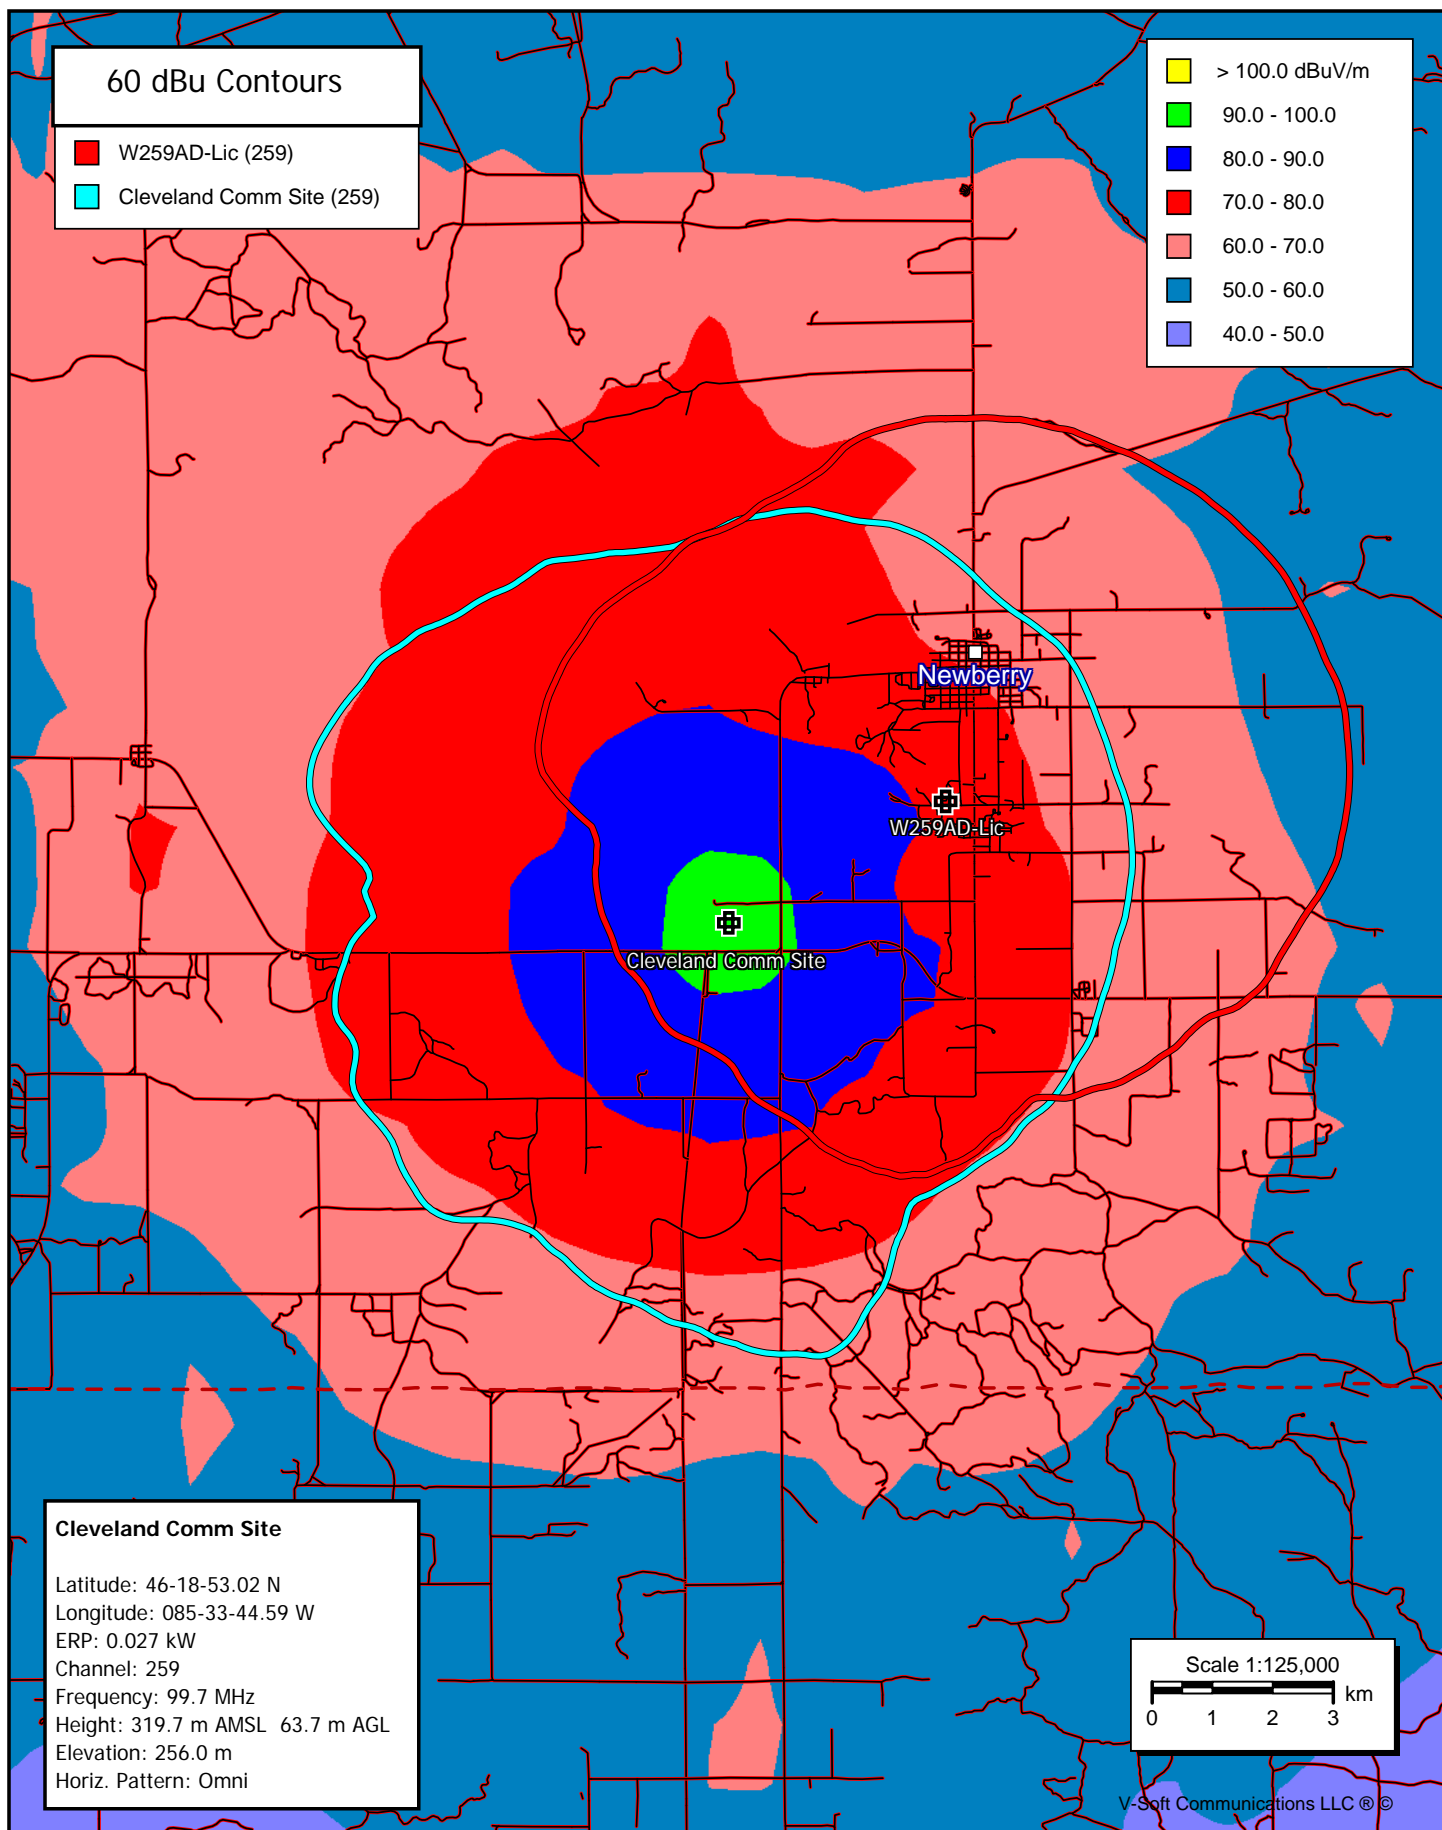 60 dBu Contours
W259AD-Lic (259)
Cleveland Comm Site (259)
> 100.0 dBuV/m
90.0 - 100.0
80.0 - 90.0
70.0 - 80.0
60.0 - 70.0
50.0 - 60.0
40.0 - 50.0
Newberry
W259AD-Lic
Cleveland Comm Site
Cleveland Comm Site
Latitude: 46-18-53.02 N
Longitude: 085-33-44.59 W
ERP: 0.027 kW
Channel: 259
Frequency: 99.7 MHz
Height: 319.7 m AMSL 63.7 m AGL
Elevation: 256.0 m
Horiz. Pattern: Omni
Scale 1:125,000
km
0 1 2 3
V-Soft Communications LLC ® ©